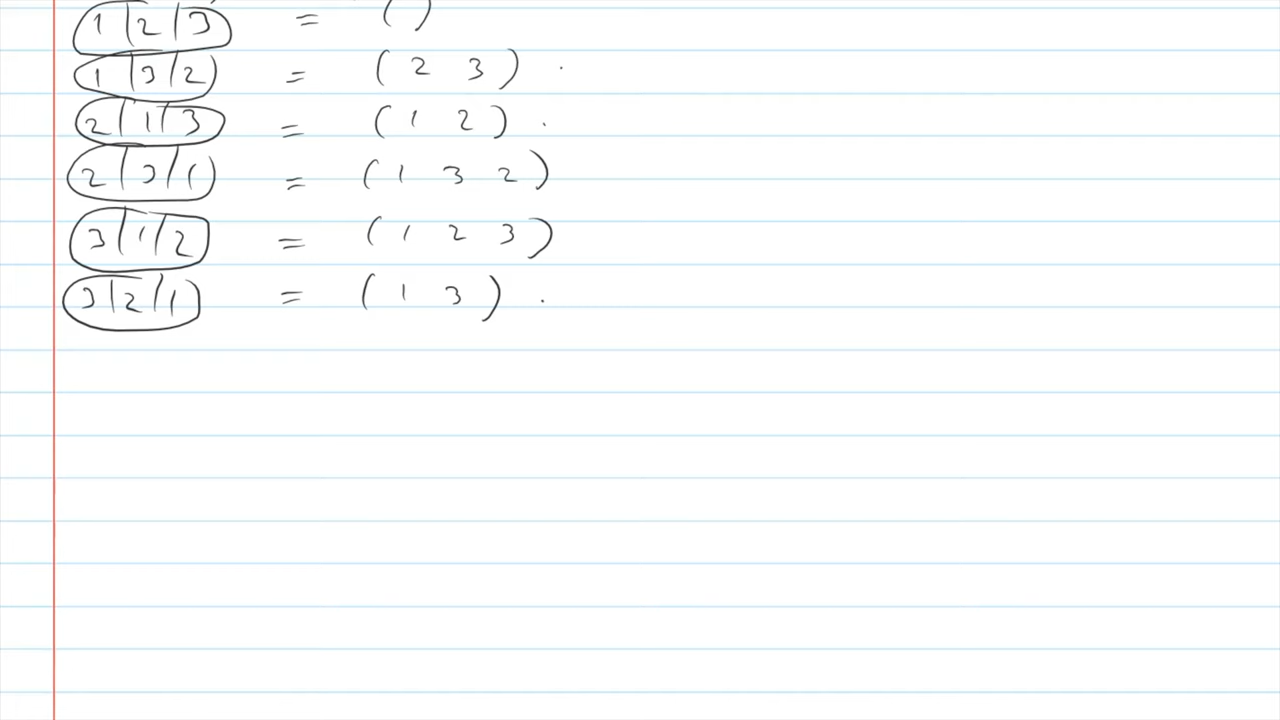 1 | 2 | 3 = ( )
1 | 3 | 2 = ( 2 3 ) .
2 | 1 | 3 = ( 1 2 ) .
2 | 3 | 1 = ( 1 3 2 )
3 | 1 | 2 = ( 1 2 3 )
3 | 2 | 1 = ( 1 3 ) .